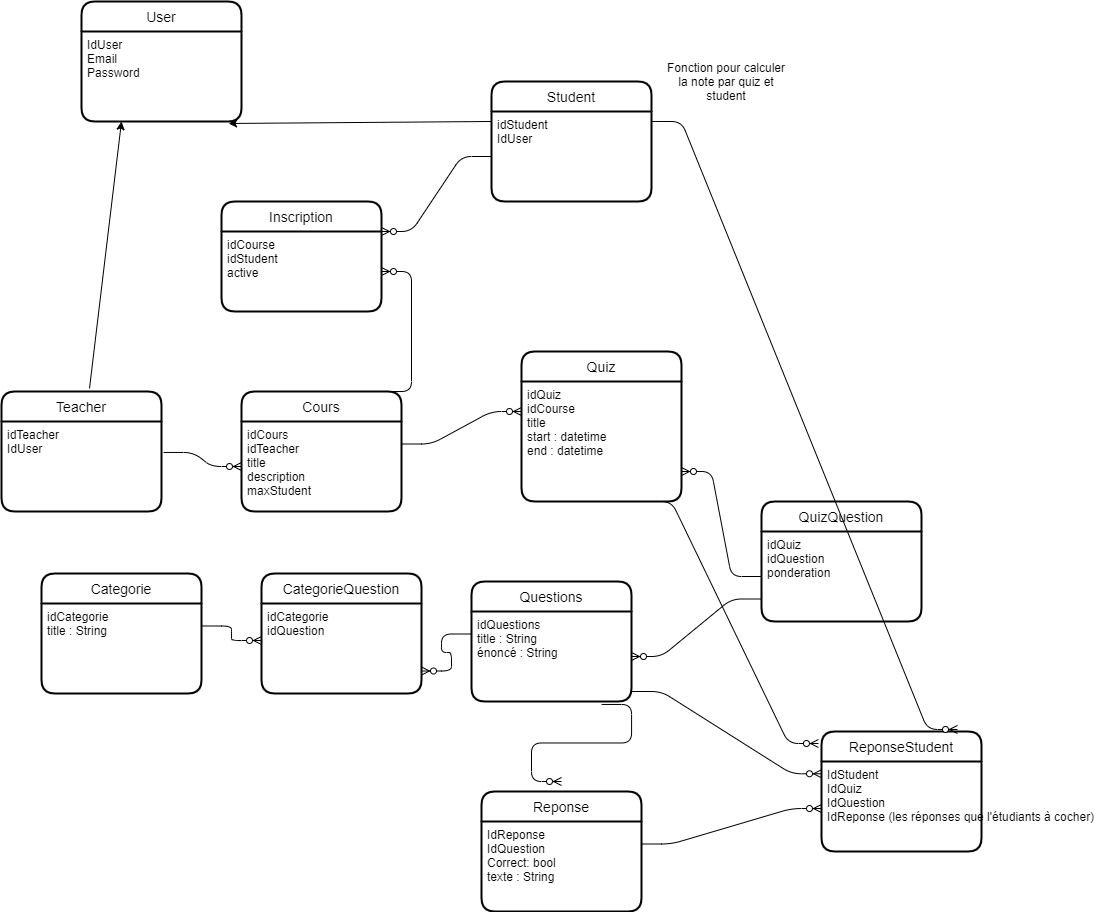 User
IdUser
Email
Password
Fonction pour calculer
la note par quiz et
student
Student
idStudent
IdUser
Inscription
idCourse
idStudent
active
Teacher
idTeacher
IdUser
Cours
idCours
idTeacher
title
description
maxStudent
Quiz
idQuiz
idCourse
title
start : datetime
end : datetime
QuizQuestion
idQuiz
idQuestion
ponderation
Categorie
idCategorie
title : String
CategorieQuestion
idCategorie
idQuestion
Questions
idQuestions
title : String
énoncé : String
ReponseStudent
IdStudent
IdQuiz
IdQuestion
IdReponse (les réponses que l'étudiants à cocher)
Reponse
IdReponse
IdQuestion
Correct: bool
texte : String